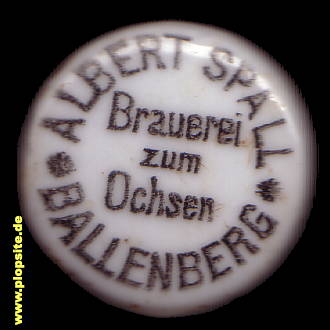 ALBERT SPALL
Brauerei
zum
Ochsen
* BALLENBERG *
www.plopsite.de